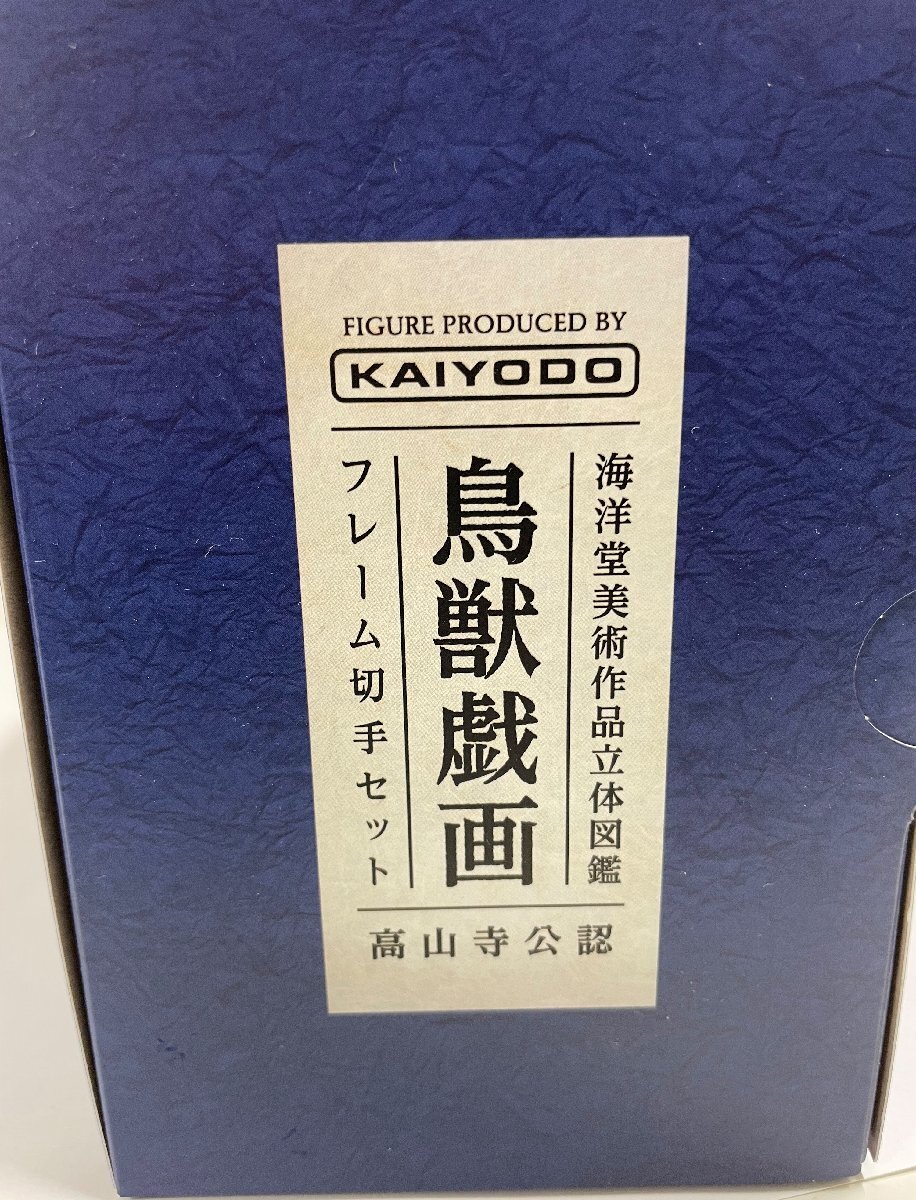 FIGURE PRODUCED BY
KAIYODO
海洋堂美術作品立体図鑑
鳥獣戯画
フレーム切手セット
高山寺公認